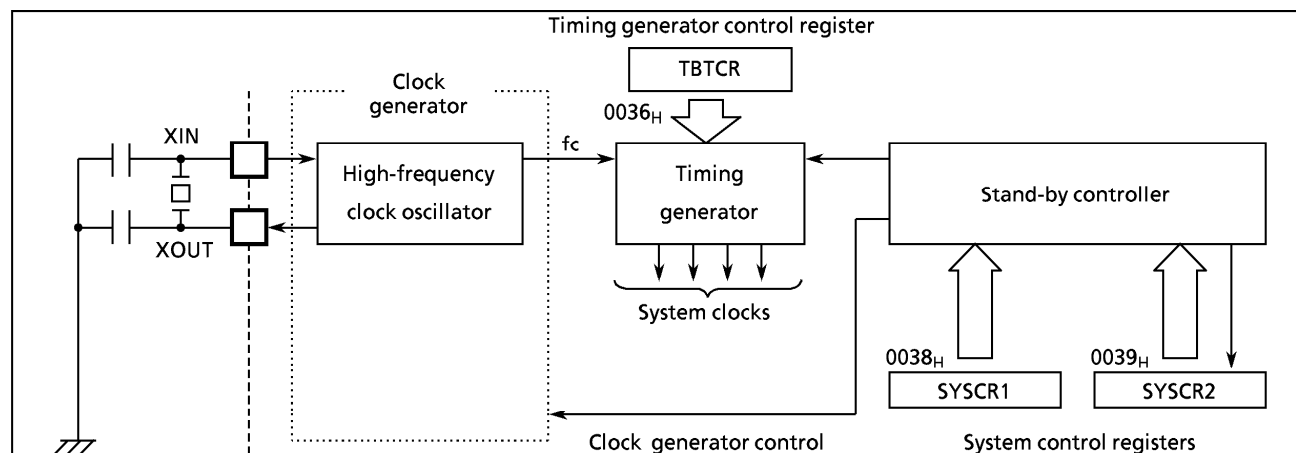 Timing generator control register
TBTCR
Clock
generator
0036H
XIN
fc
High-frequency
clock oscillator
Timing
generator
Stand-by controller
XOUT
System clocks
0038H
0039H
SYSCR1
SYSCR2
Clock generator control
System control registers